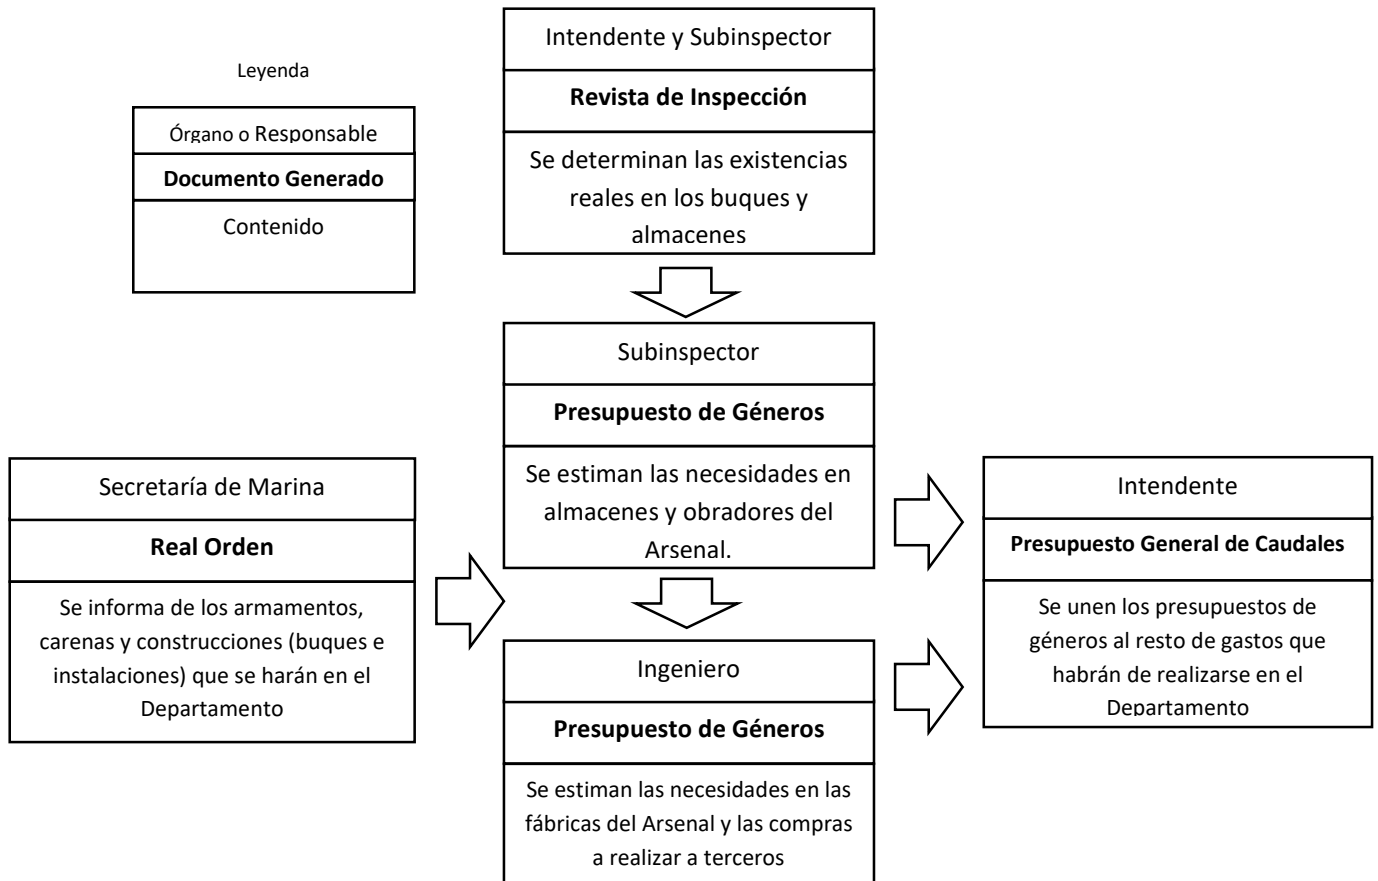 Leyenda
Órgano o Responsable
Documento Generado
Contenido
Intendente y Subinspector
Revista de Inspección
Se determinan las existencias
reales en los buques y
almacenes
Subinspector
Presupuesto de Géneros
Se estiman las necesidades en
almacenes y obradores del
Arsenal.
Secretaría de Marina
Real Orden
Se informa de los armamentos,
carenas y construcciones (buques e
instalaciones) que se harán en el
Departamento
Ingeniero
Presupuesto de Géneros
Se estiman las necesidades en las
fábricas del Arsenal y las compras
a realizar a terceros
Intendente
Presupuesto General de Caudales
Se unen los presupuestos de
géneros al resto de gastos que
habrán de realizarse en el
Departamento